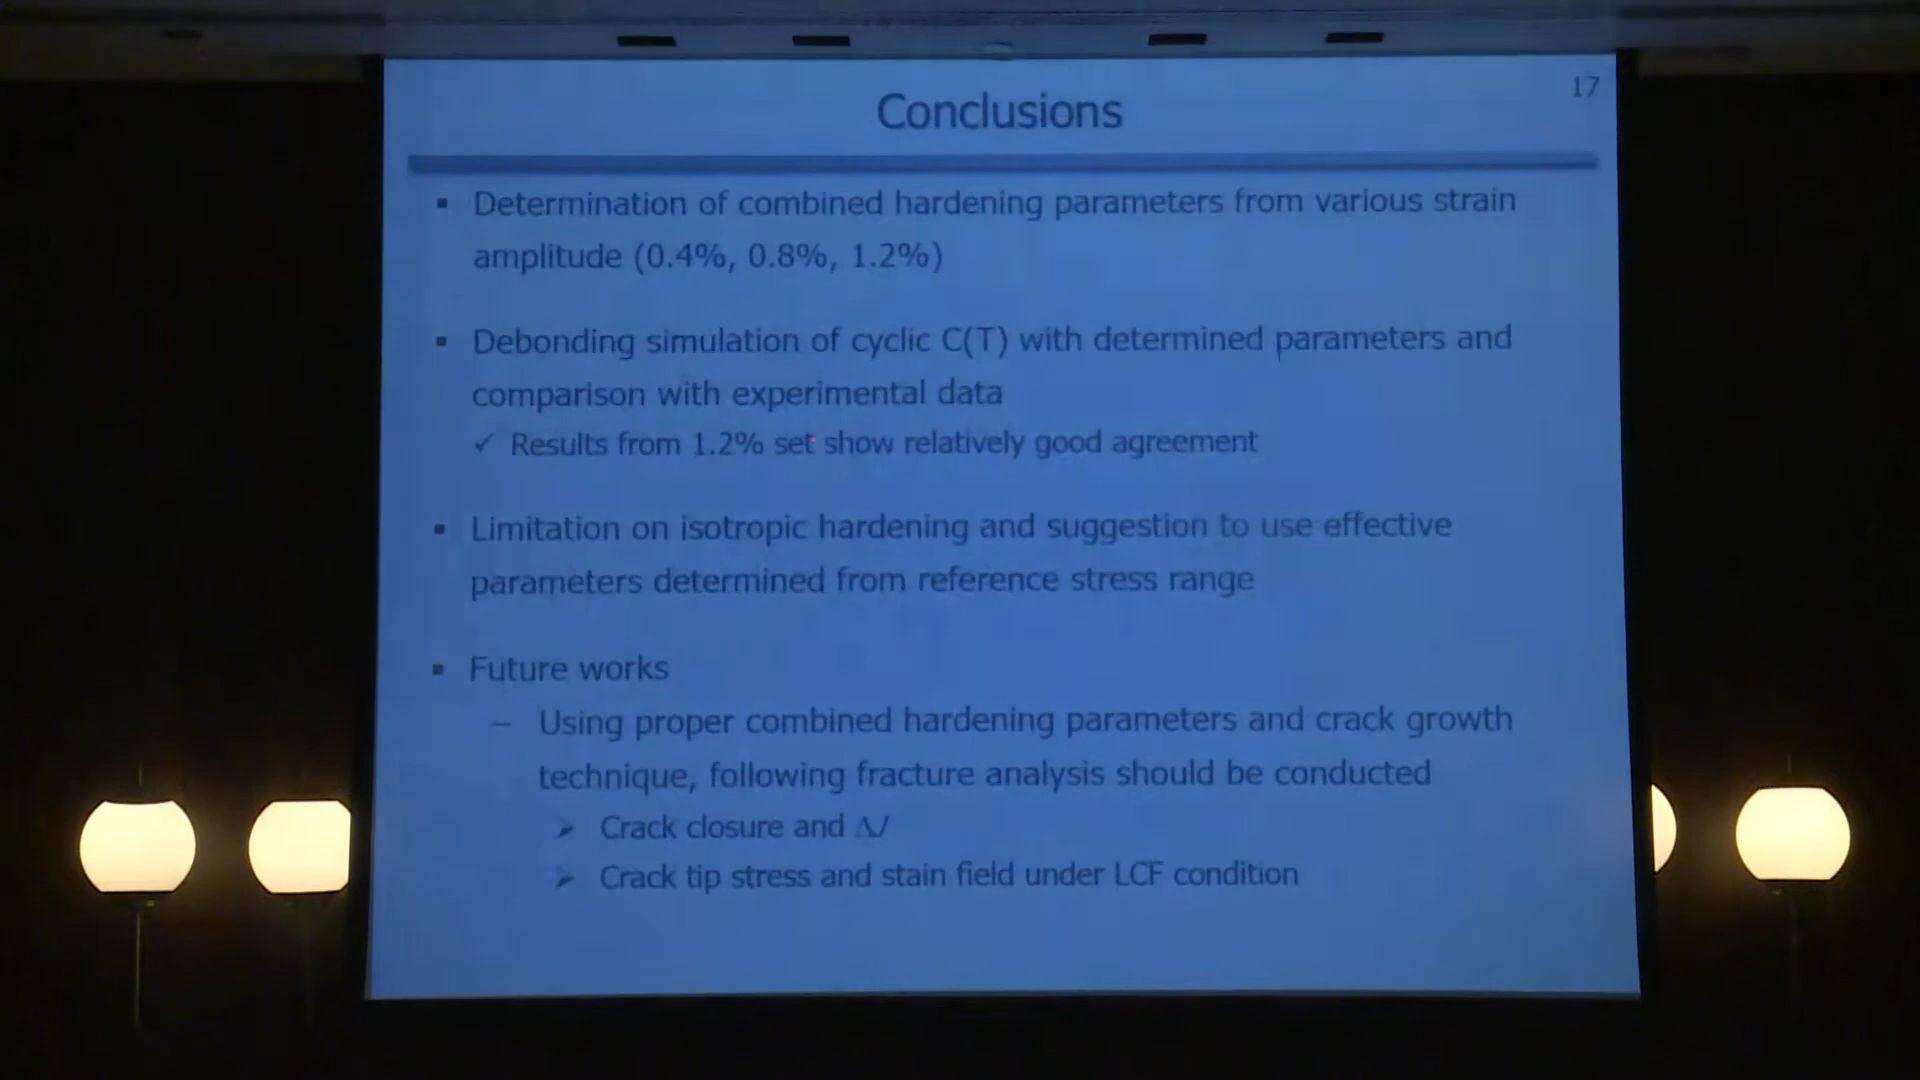 17
Conclusions
▪ Determination of combined hardening parameters from various strain
amplitude (0.4%, 0.8%, 1.2%)
▪ Debonding simulation of cyclic C(T) with determined parameters and
comparison with experimental data
✓ Results from 1.2% set show relatively good agreement
▪ Limitation on isotropic hardening and suggestion to use effective
parameters determined from reference stress range
▪ Future works
– Using proper combined hardening parameters and crack growth
technique, following fracture analysis should be conducted
➢ Crack closure and ΔJ
➢ Crack tip stress and stain field under LCF condition